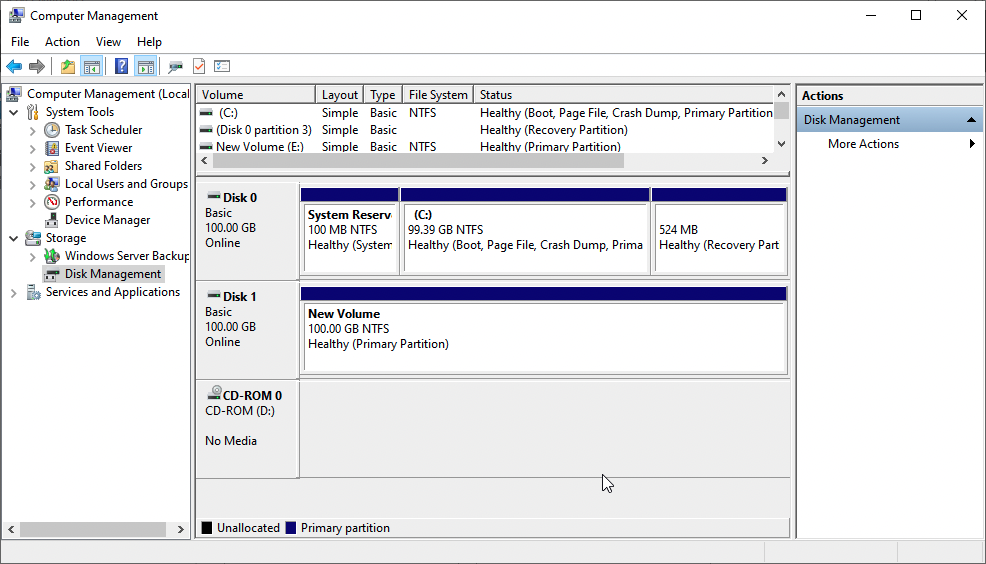 Computer Management
File Action View Help
Computer Management (Local
System Tools
Task Scheduler
Event Viewer
Shared Folders
Local Users and Groups
Performance
Device Manager
Storage
Windows Server Backup
Disk Management
Services and Applications
Volume Layout Type File System Status
(C:) Simple Basic NTFS Healthy (Boot, Page File, Crash Dump, Primary Partition
(Disk 0 partition 3) Simple Basic Healthy (Recovery Partition)
New Volume (E:) Simple Basic NTFS Healthy (Primary Partition)
Disk 0
Basic
100.00 GB
Online
System Reserv
100 MB NTFS
Healthy (System
(C:)
99.39 GB NTFS
Healthy (Boot, Page File, Crash Dump, Prima
524 MB
Healthy (Recovery Part
Disk 1
Basic
100.00 GB
Online
New Volume
100.00 GB NTFS
Healthy (Primary Partition)
CD-ROM 0
CD-ROM (D:)
No Media
Unallocated Primary partition
Actions
Disk Management
More Actions